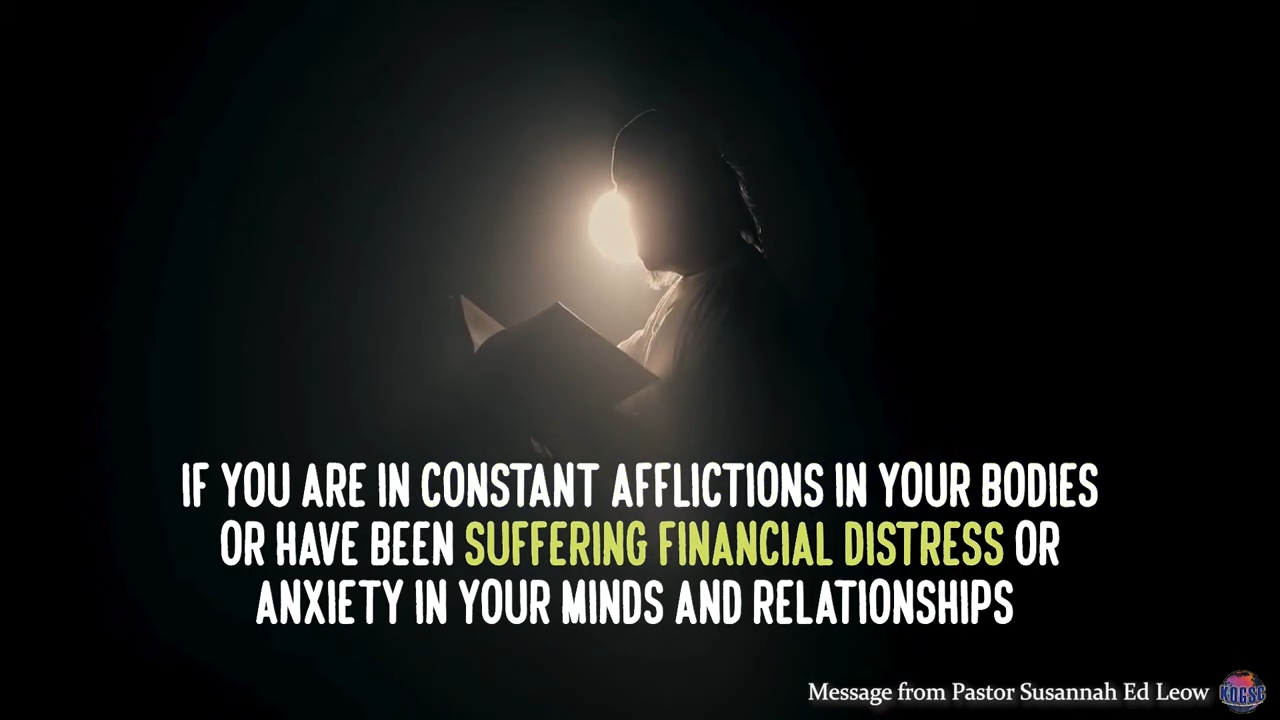 IF YOU ARE IN CONSTANT AFFLICTIONS IN YOUR BODIES
OR HAVE BEEN SUFFERING FINANCIAL DISTRESS OR
ANXIETY IN YOUR MINDS AND RELATIONSHIPS
Message from Pastor Susannah Ed Leow
KOGSC